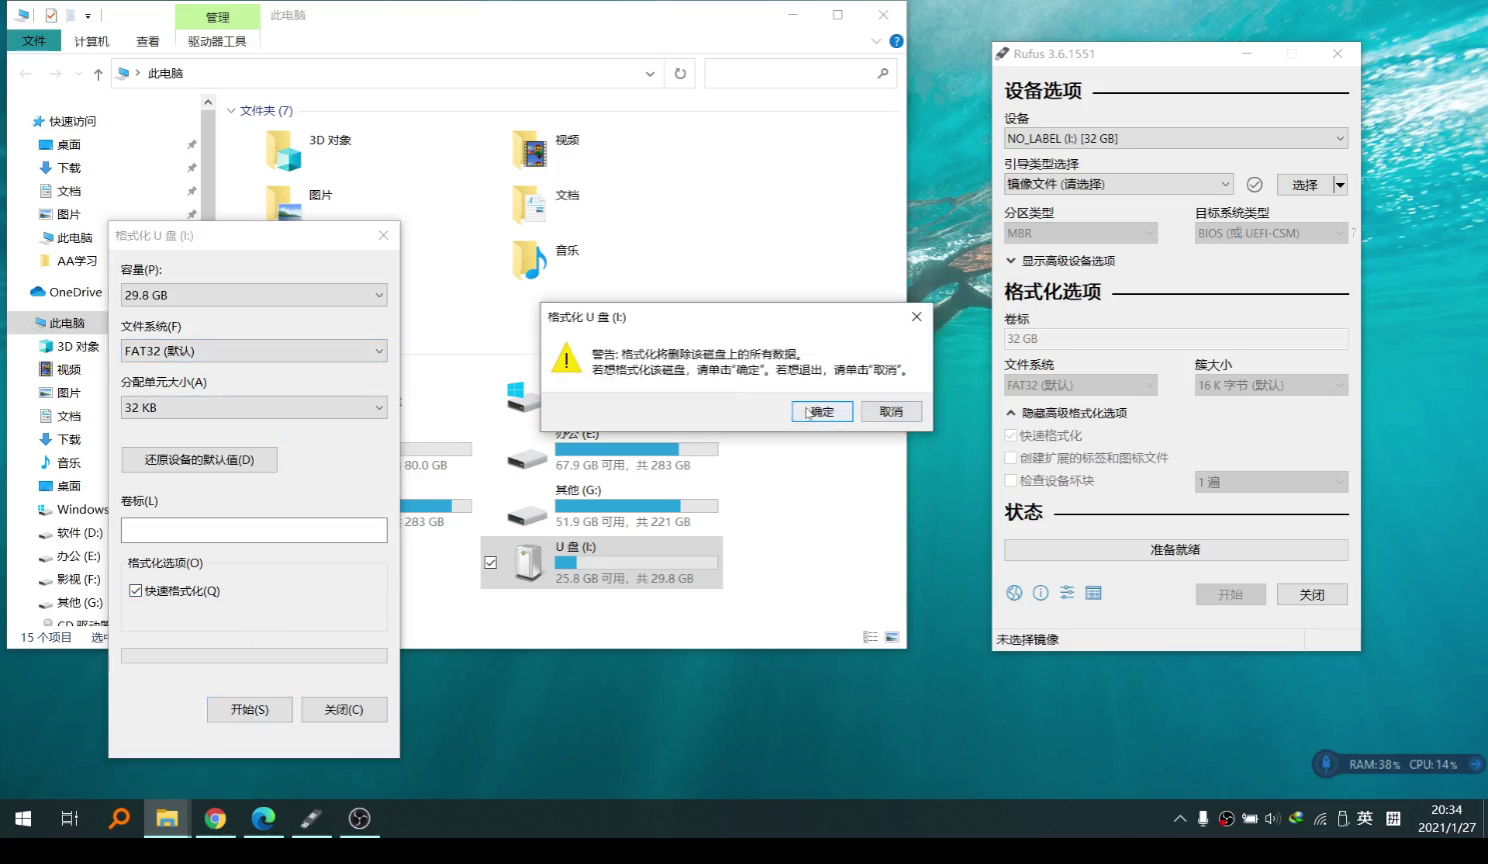 管理
此电脑
文件
计算机
查看
驱动器工具
此电脑
快速访问
桌面
下载
文档
图片
此电脑
AA学习
OneDrive
此电脑
3D 对象
视频
图片
文档
下载
音乐
桌面
Windows
软件 (D:)
办公 (E:)
影视 (F:)
其他 (G:)
15 个项目
文件夹 (7)
3D 对象
视频
图片
文档
音乐
80.0 GB
办公 (E:)
67.9 GB 可用，共 283 GB
283 GB
其他 (G:)
51.9 GB 可用，共 221 GB
U 盘 (I:)
25.8 GB 可用，共 29.8 GB
格式化 U 盘 (I:)
容量(P):
29.8 GB
文件系统(F)
FAT32 (默认)
分配单元大小(A)
32 KB
还原设备的默认值(D)
卷标(L)
格式化选项(O)
快速格式化(Q)
开始(S)
关闭(C)
格式化 U 盘 (I:)
警告: 格式化将删除该磁盘上的所有数据。
若想格式化该磁盘，请单击"确定"。若想退出，请单击"取消"。
确定
取消
Rufus 3.6.1551
设备选项
设备
NO_LABEL (I:) [32 GB]
引导类型选择
镜像文件 (请选择)
选择
分区类型
目标系统类型
MBR
BIOS (或 UEFI-CSM)
?
显示高级设备选项
格式化选项
卷标
32 GB
文件系统
簇大小
FAT32 (默认)
16 K 字节 (默认)
隐藏高级格式化选项
快速格式化
创建扩展的标签和图标文件
检查设备坏块
1 遍
状态
准备就绪
开始
关闭
未选择镜像
RAM:38% CPU:14%
英
拼
20:34
2021/1/27